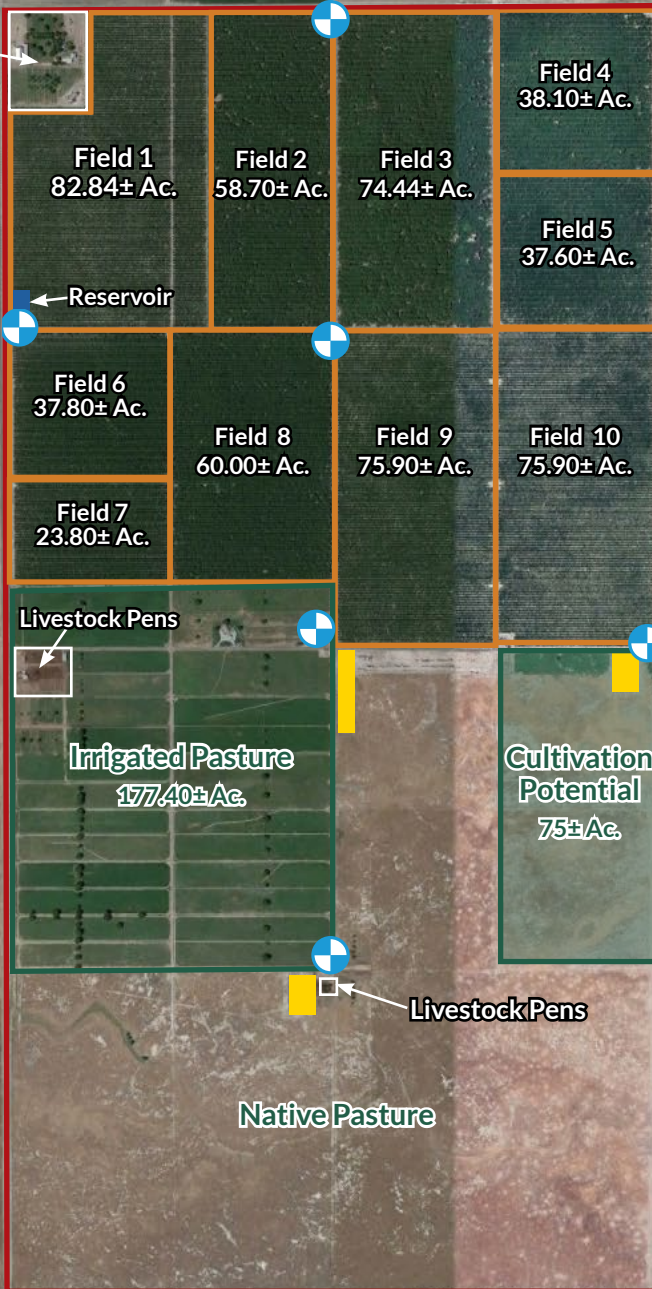 Field 1
82.84± Ac.
Field 2
58.70± Ac.
Field 3
74.44± Ac.
Field 4
38.10± Ac.
Field 5
37.60± Ac.
Reservoir
Field 6
37.80± Ac.
Field 7
23.80± Ac.
Field 8
60.00± Ac.
Field 9
75.90± Ac.
Field 10
75.90± Ac.
Livestock Pens
Irrigated Pasture
177.40± Ac.
Cultivation
Potential
75± Ac.
Livestock Pens
Native Pasture